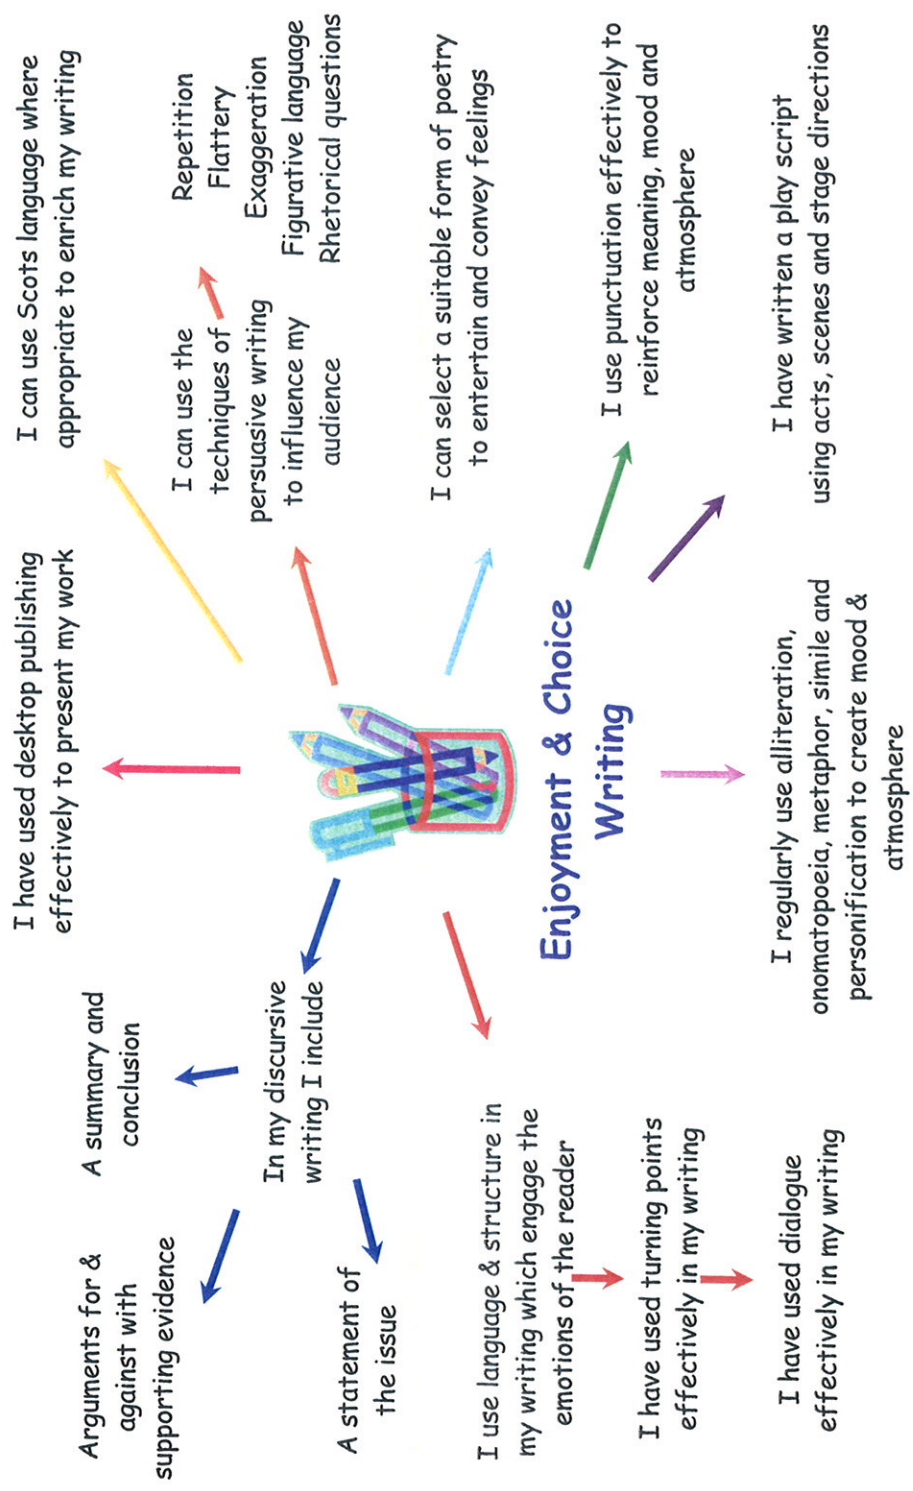 Arguments for &
against with
supporting evidence
A summary and
conclusion
I have used desktop publishing
effectively to present my work
I can use Scots language where
appropriate to enrich my writing
In my discursive
writing I include
I can use the
techniques of
persuasive writing
to influence my
audience
Repetition
Flattery
Exaggeration
Figurative language
Rhetorical questions
A statement of
the issue
I can select a suitable form of poetry
to entertain and convey feelings
Enjoyment & Choice
Writing
I use language & structure in
my writing which engage the
emotions of the reader
I use punctuation effectively to
reinforce meaning, mood and
atmosphere
I have used turning points
effectively in my writing
I have used dialogue
effectively in my writing
I regularly use alliteration,
onomatopoeia, metaphor, simile and
personification to create mood &
atmosphere
I have written a play script
using acts, scenes and stage directions